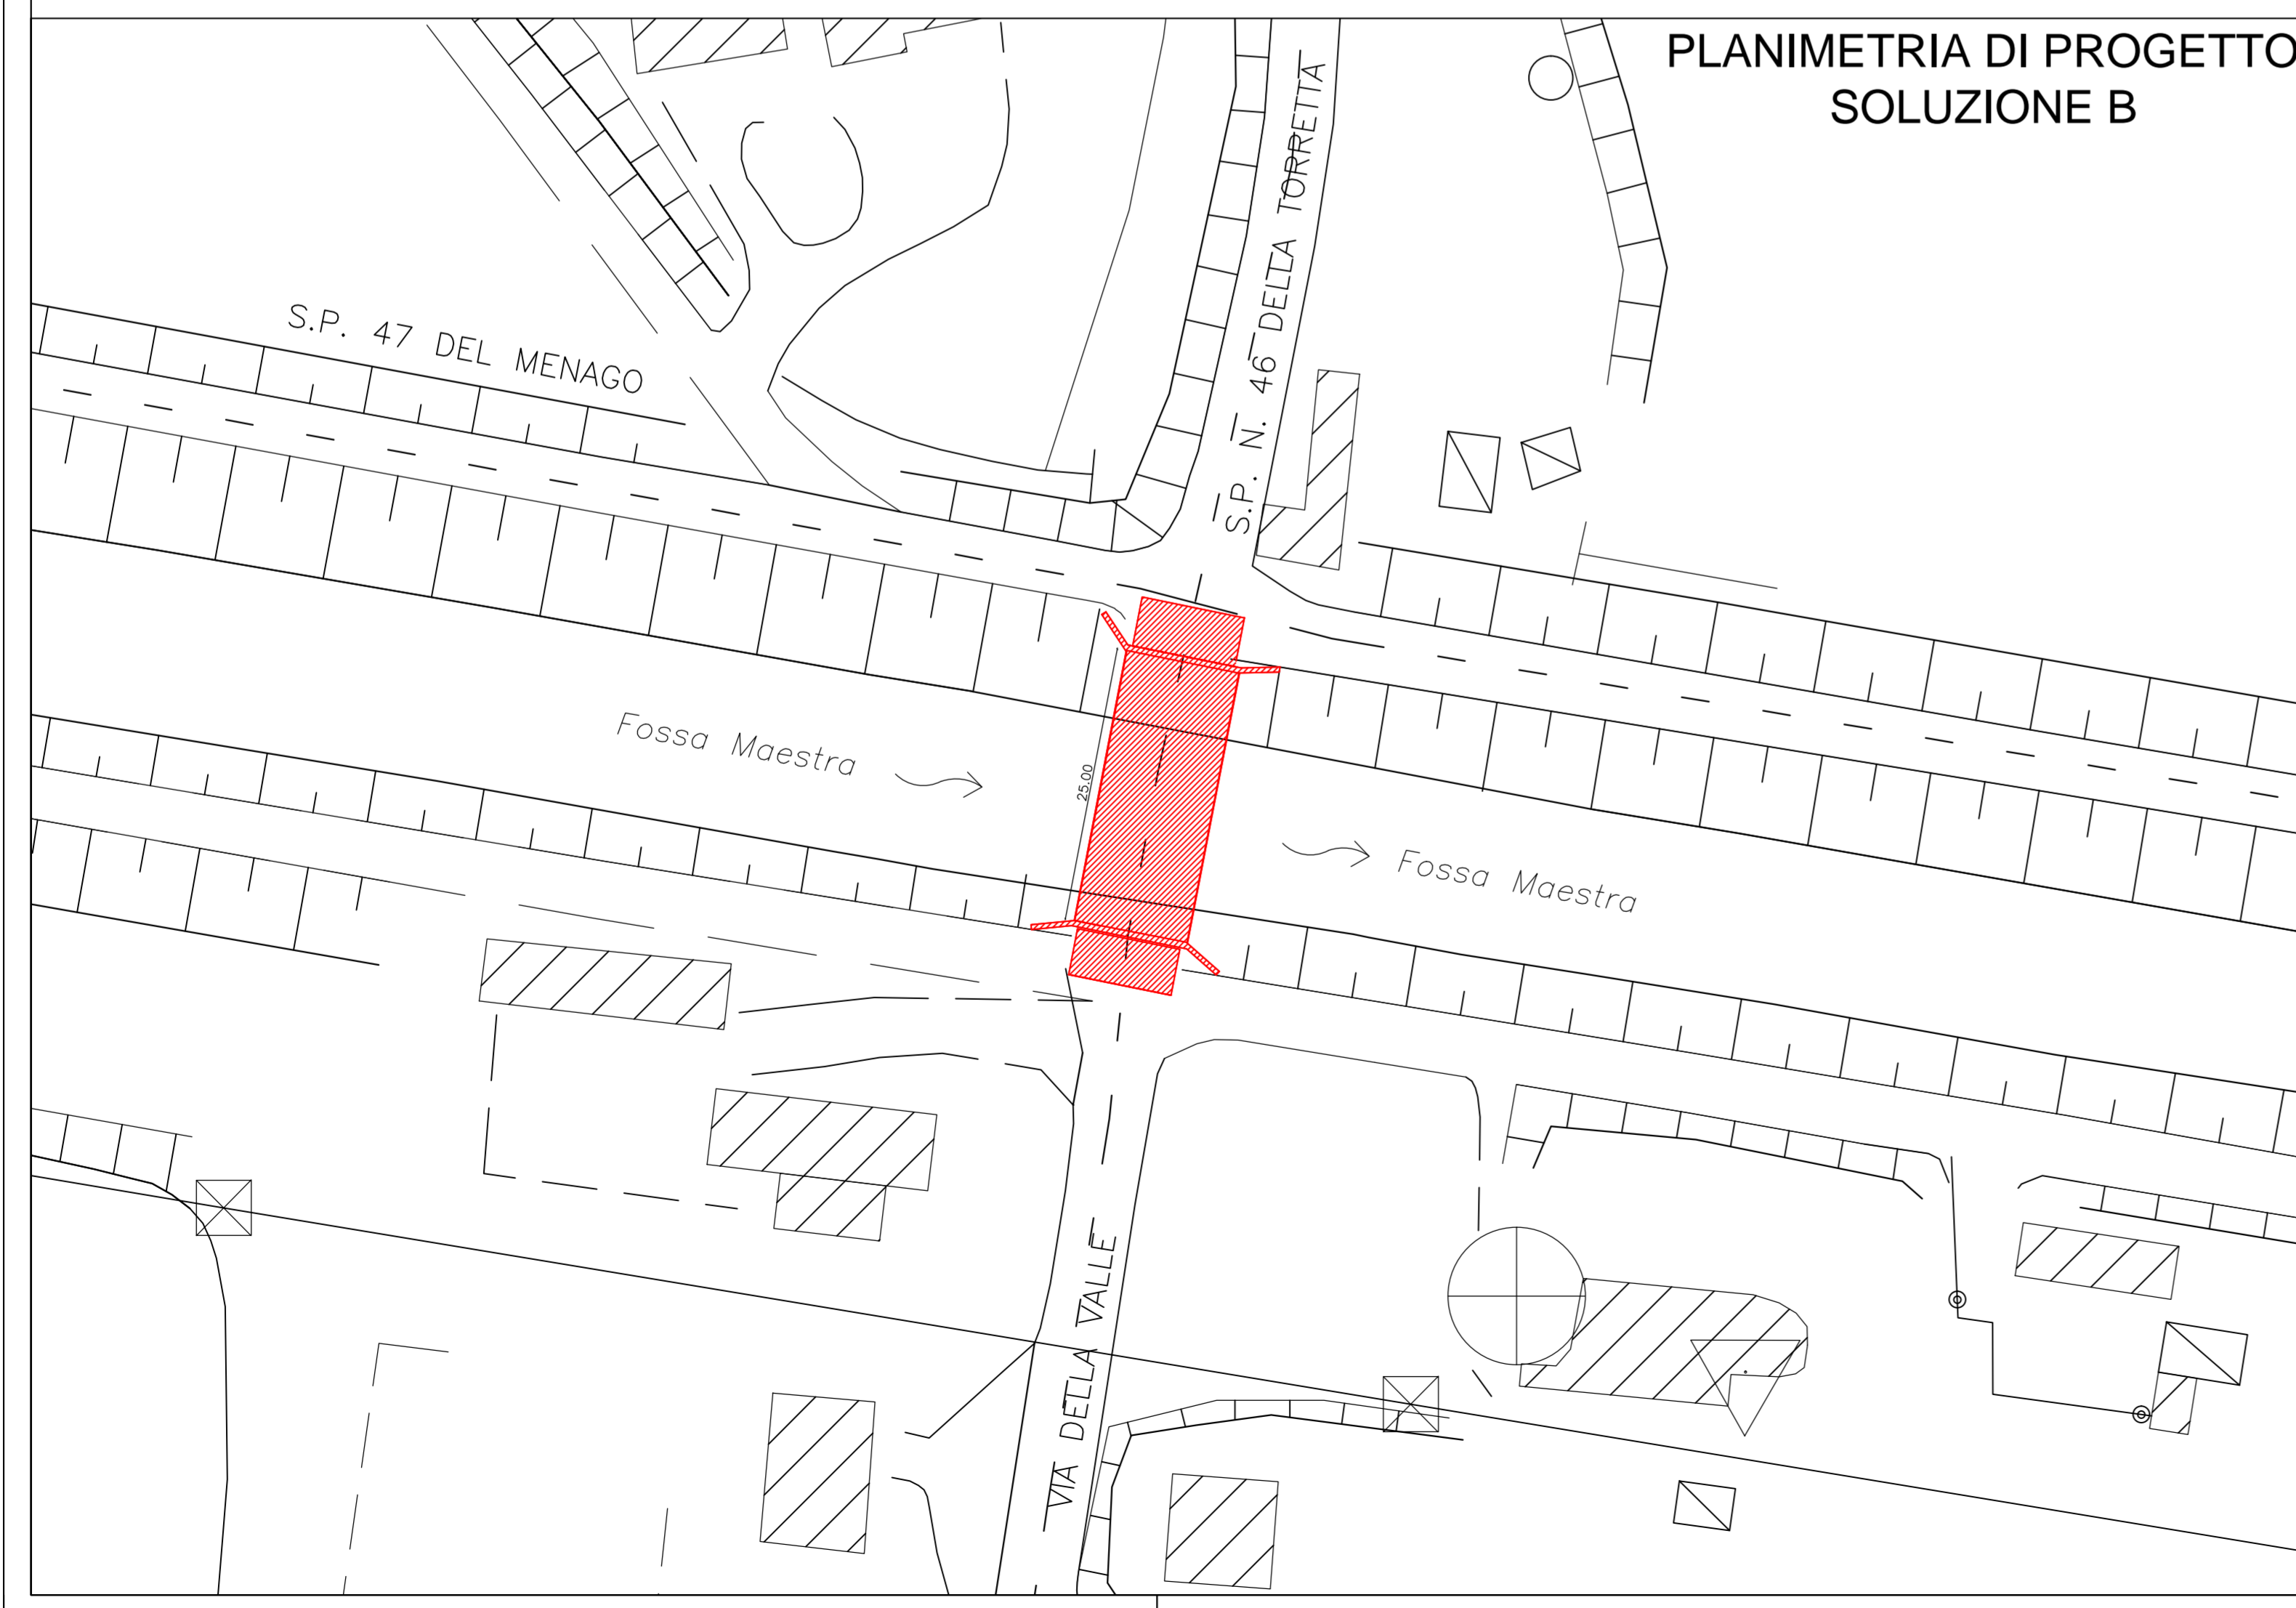 PLANIMETRIA DI PROGETTO
SOLUZIONE B
S.P. 47 DEL MENAGO
S.P. N. 46 DELLA TORRETTA
Fossa Maestra
25.00
Fossa Maestra
VIA DELLA VALLE